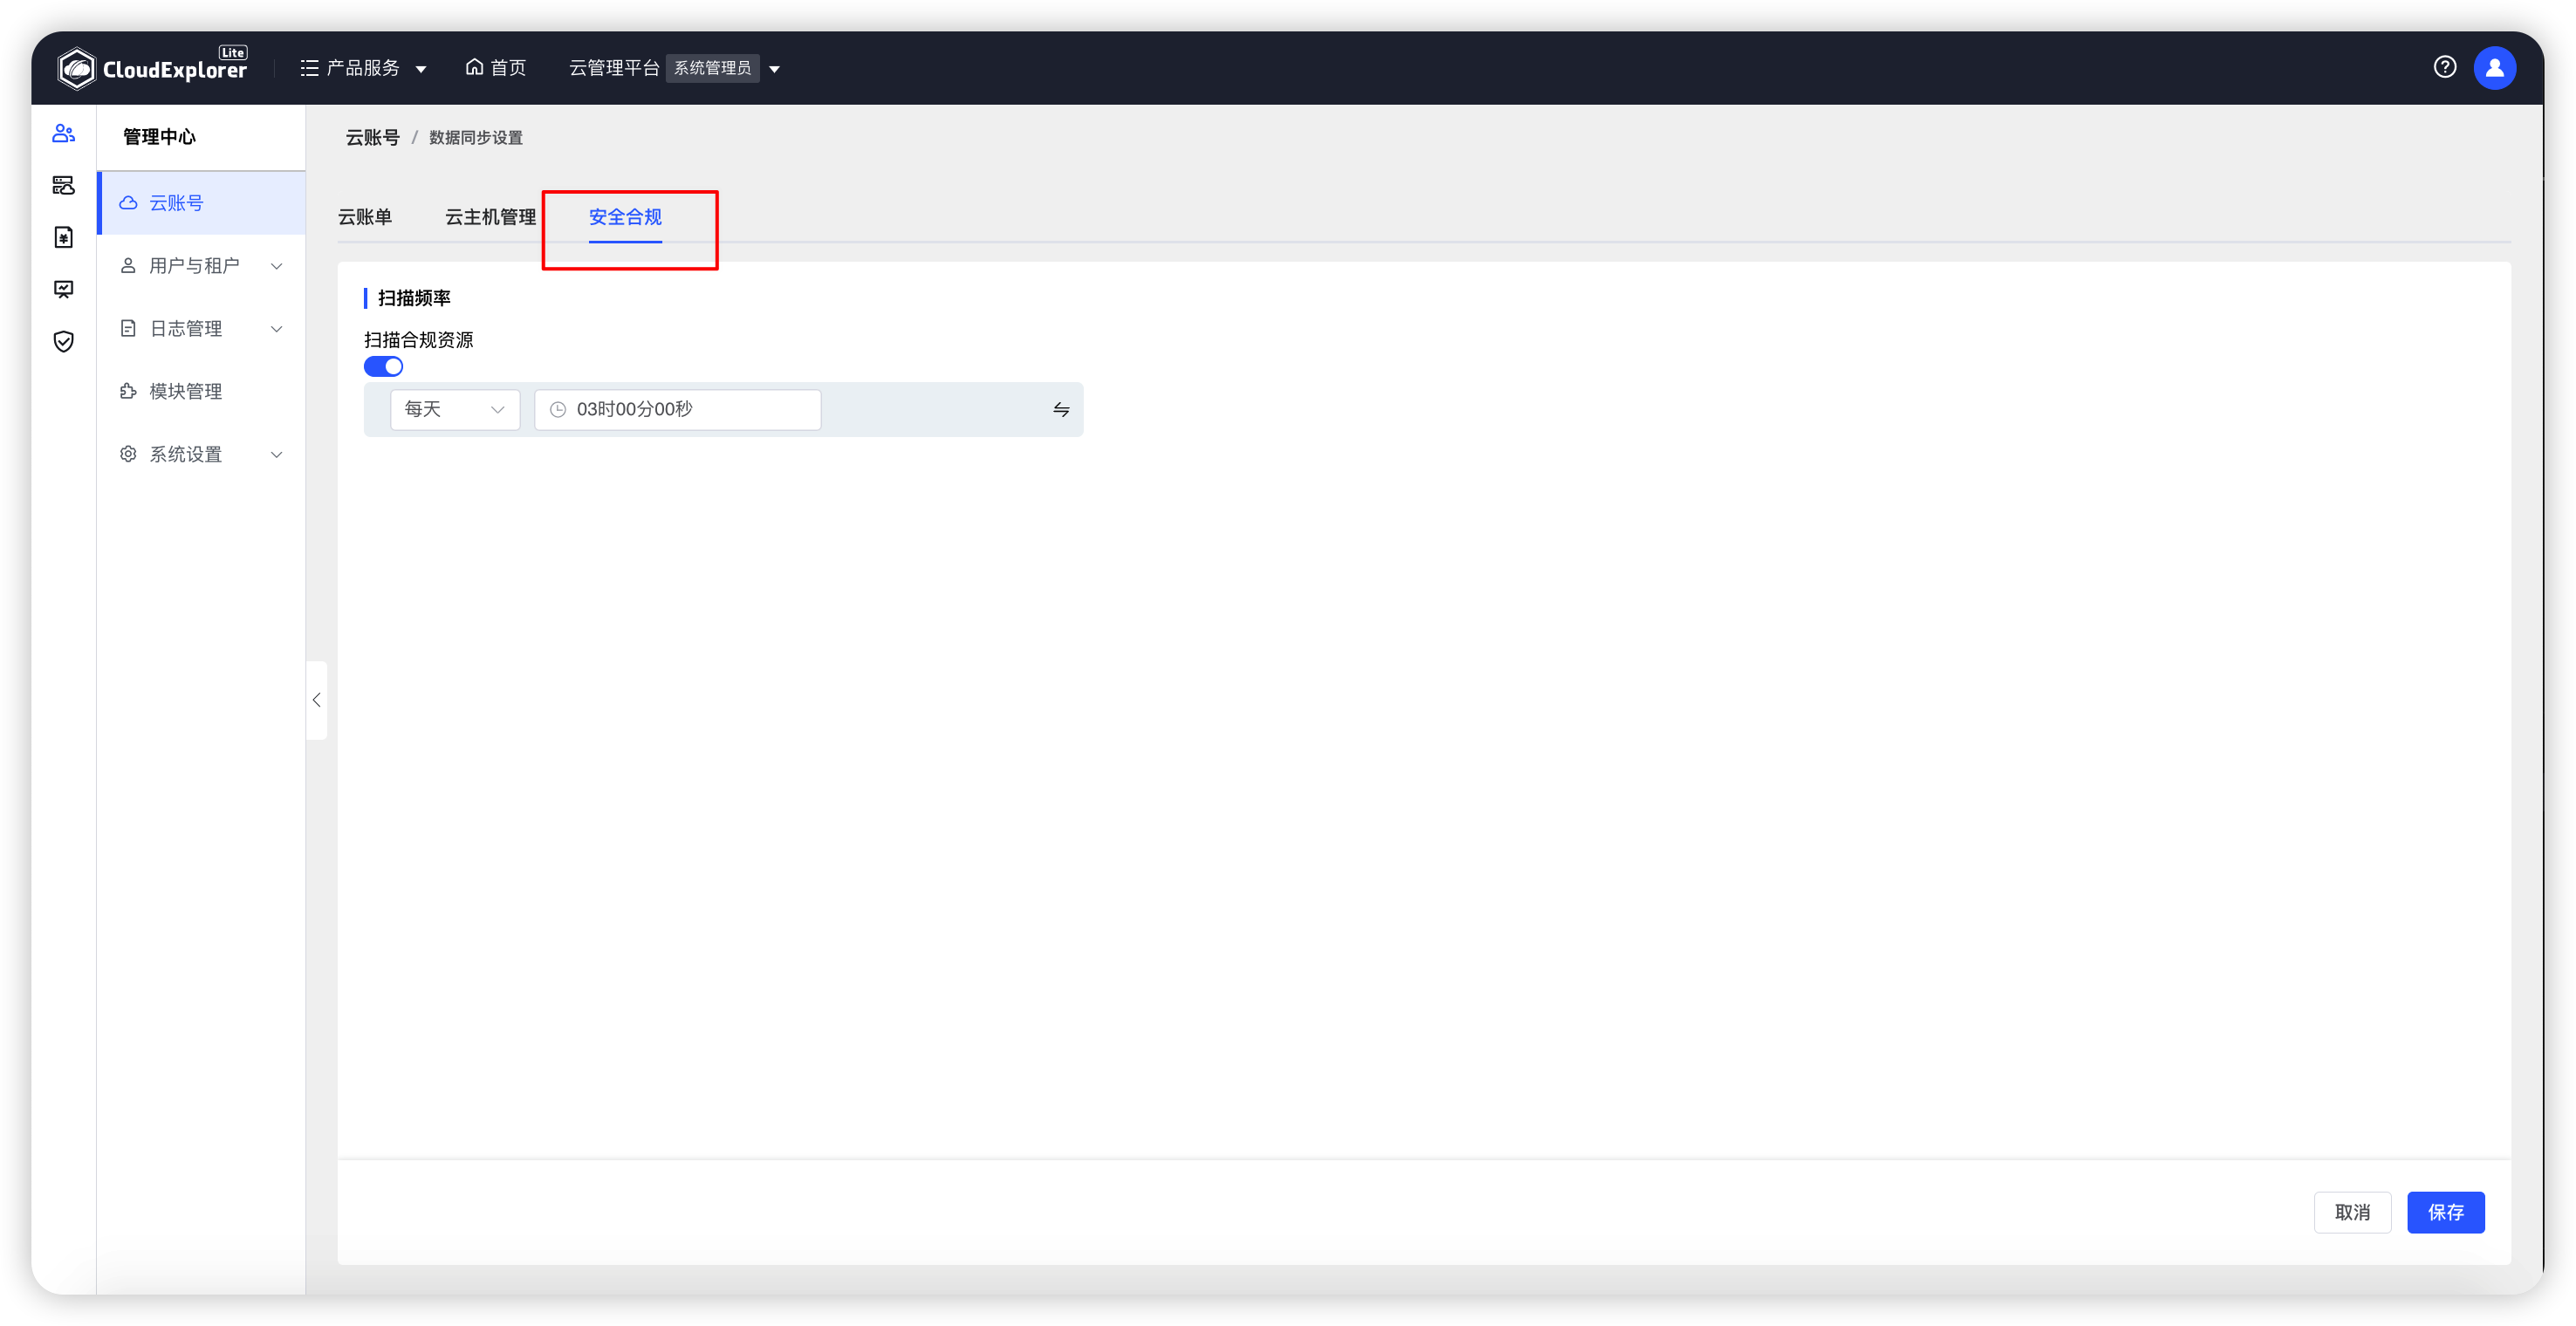 CloudExplorer Lite
产品服务
首页
云管理平台 系统管理员
管理中心
云账号
用户与租户
日志管理
模块管理
系统设置
云账号 / 数据同步设置
云账单 云主机管理 安全合规
扫描频率
扫描合规资源
每天 03时00分00秒
取消 保存